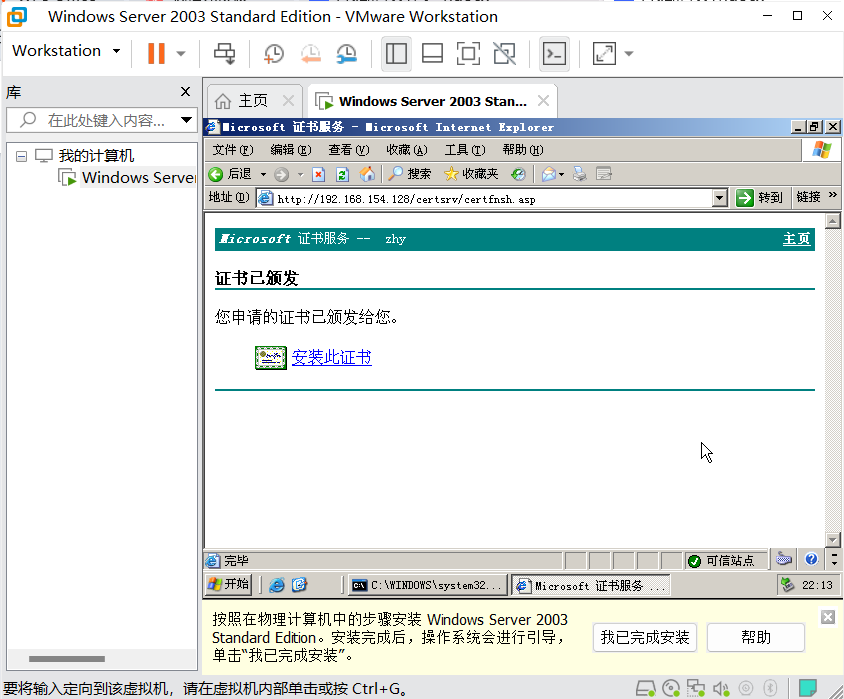 Windows Server 2003 Standard Edition - VMware Workstation
Workstation
库
在此处键入内容...
我的计算机
Windows Server
主页
Windows Server 2003 Stan...
Microsoft 证书服务 - Microsoft Internet Explorer
文件(F) 编辑(E) 查看(V) 收藏(A) 工具(T) 帮助(H)
后退 搜索 收藏夹
地址(D) http://192.168.154.128/certsrv/certfnsh.asp 转到 链接 »
Microsoft 证书服务 -- zhy 主页
证书已颁发
您申请的证书已颁发给您。
安装此证书
完毕 可信站点
开始 C:\WINDOWS\system32... Microsoft 证书服务 ... 22:13
按照在物理计算机中的步骤安装 Windows Server 2003
Standard Edition。安装完成后，操作系统会进行引导，
单击“我已完成安装”。
我已完成安装 帮助
要将输入定向到该虚拟机，请在虚拟机内部单击或按 Ctrl+G。